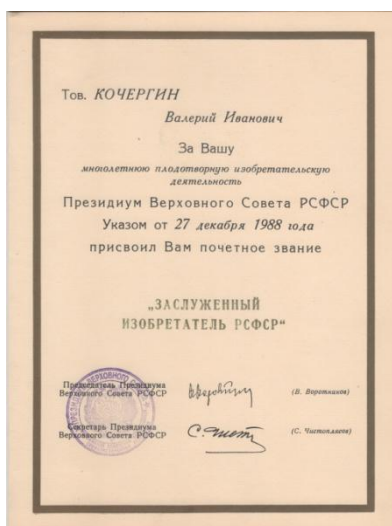 Тов. КОЧЕРГИН
Валерий Иванович
За Вашу
многолетнюю плодотворную изобретательскую
деятельность
Президиум Верховного Совета РСФСР
Указом от 27 декабря 1988 года
присвоил Вам почетное звание
„ЗАСЛУЖЕННЫЙ
ИЗОБРЕТАТЕЛЬ РСФСР“
Председатель Президиума
Верховного Совета РСФСР
(В. Воротников)
Секретарь Президиума
Верховного Совета РСФСР
(С. Чистоплясов)